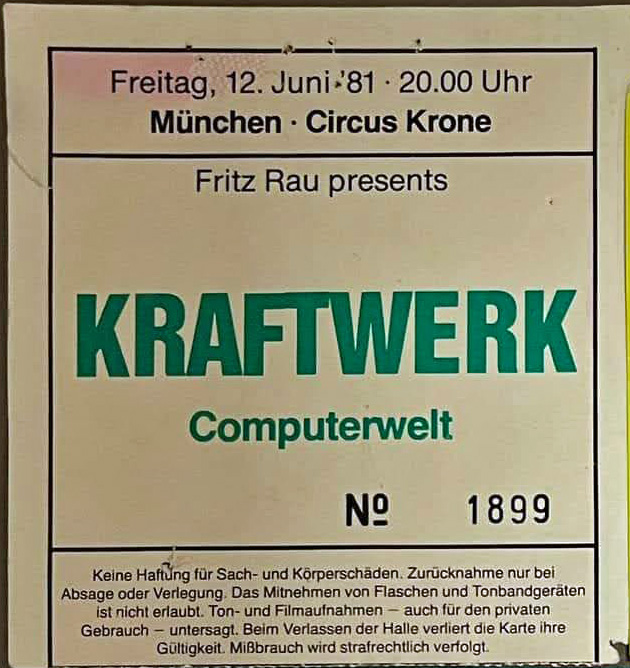 Freitag, 12. Juni '81 · 20.00 Uhr
München · Circus Krone
Fritz Rau presents
KRAFTWERK
Computerwelt
Nº 1899
Keine Haftung für Sach- und Körperschäden. Zurücknahme nur bei
Absage oder Verlegung. Das Mitnehmen von Flaschen und Tonbandgeräten
ist nicht erlaubt. Ton- und Filmaufnahmen – auch für den privaten
Gebrauch – untersagt. Beim Verlassen der Halle verliert die Karte ihre
Gültigkeit. Mißbrauch wird strafrechtlich verfolgt.